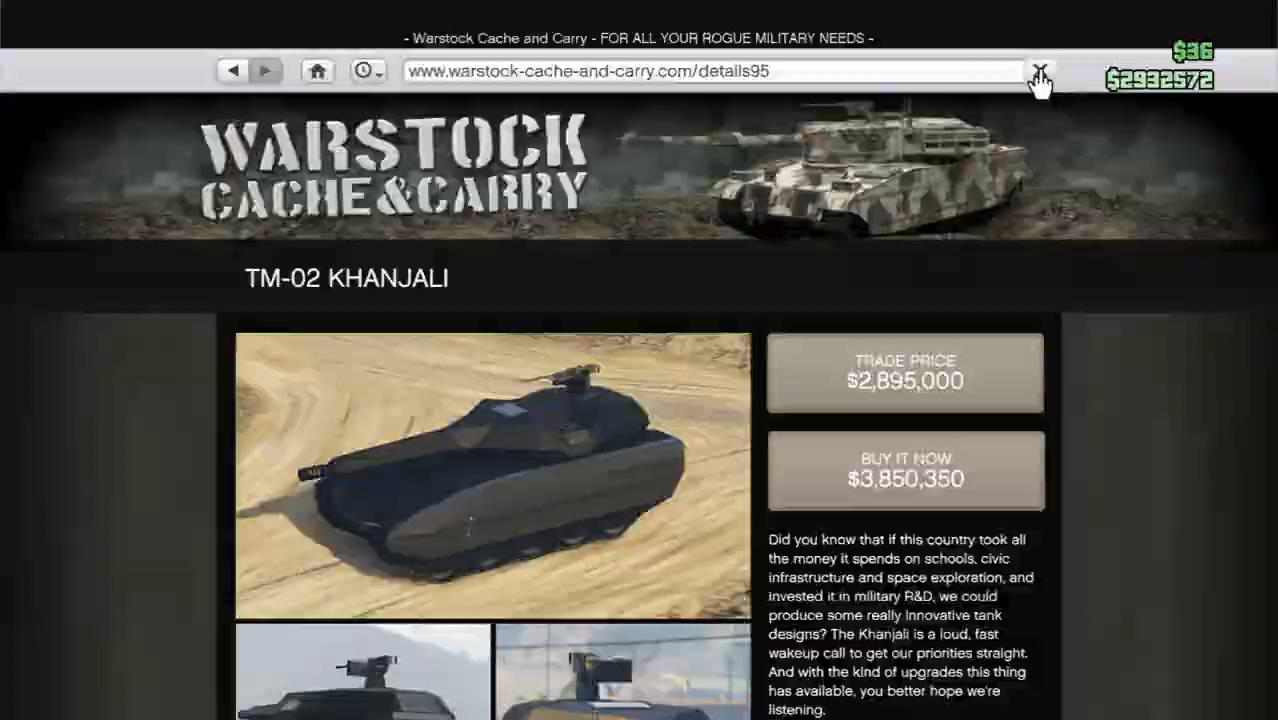 - Warstock Cache and Carry - FOR ALL YOUR ROGUE MILITARY NEEDS -
www.warstock-cache-and-carry.com/details95
$36
$2932572
WARSTOCK
CACHE&CARRY
TM-02 KHANJALI
TRADE PRICE
$2,895,000
BUY IT NOW
$3,850,350
Did you know that if this country took all
the money it spends on schools, civic
infrastructure and space exploration, and
invested it in military R&D, we could
produce some really innovative tank
designs? The Khanjali is a loud, fast
wakeup call to get our priorities straight.
And with the kind of upgrades this thing
has available, you better hope we're
listening.